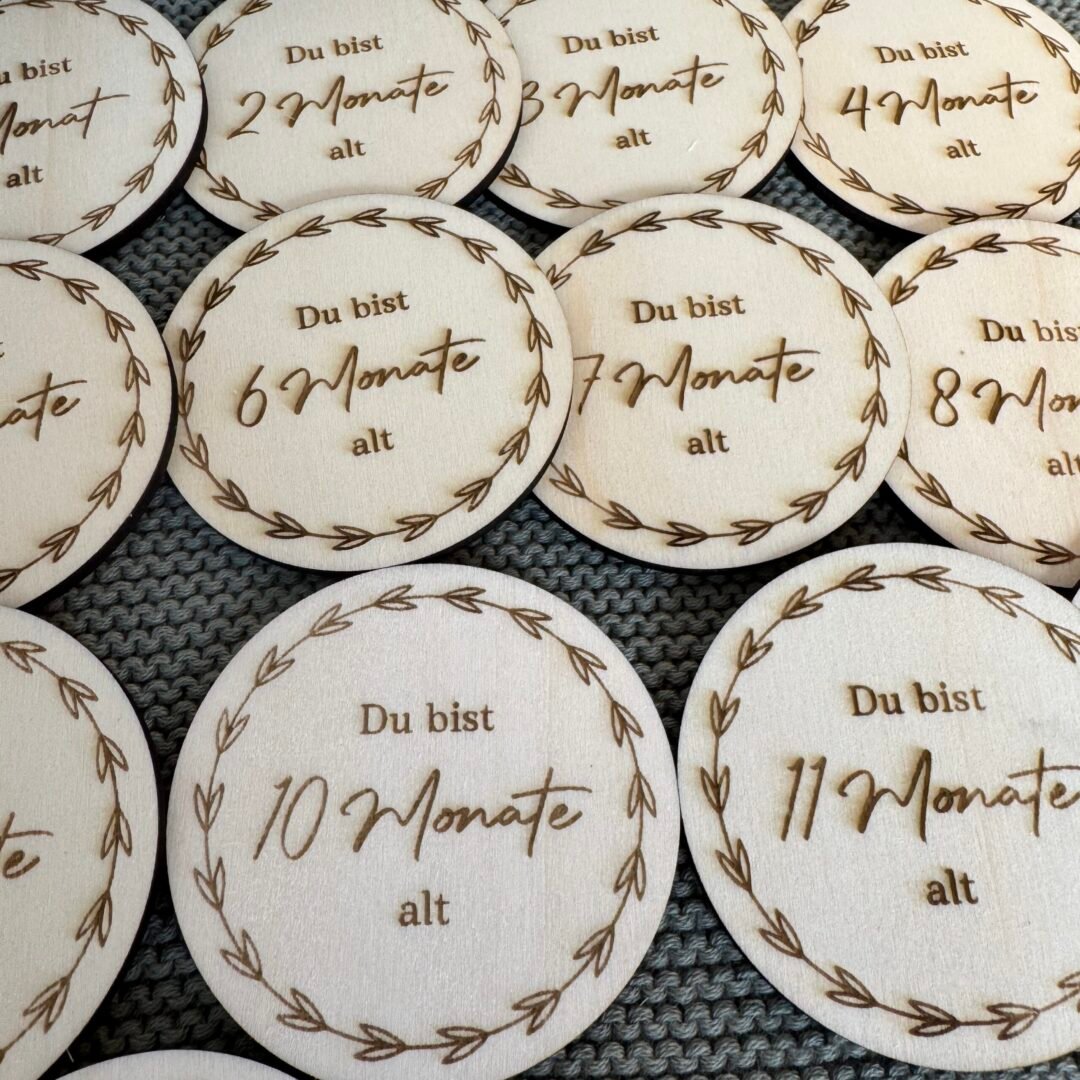 bist
Monat
alt
Du bist
2 Monate
alt
Du bist
3 Monate
alt
Du bist
4 Monate
alt
Du bist
6 Monate
alt
Du bist
7 Monate
alt
Du bist
8
alt
Du bist
10 Monate
alt
Du bist
11 Monate
alt